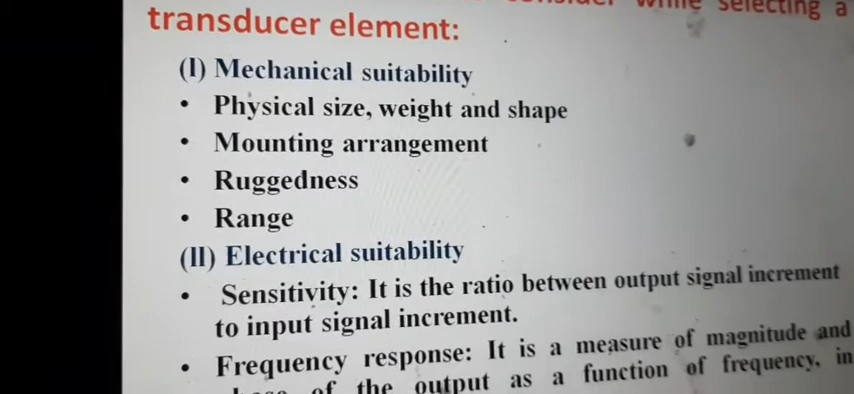 while selecting a
transducer element:
(I) Mechanical suitability
• Physical size, weight and shape
• Mounting arrangement
• Ruggedness
• Range
(II) Electrical suitability
• Sensitivity: It is the ratio between output signal increment
to input signal increment.
• Frequency response: It is a measure of magnitude and
of the output as a function of frequency, in